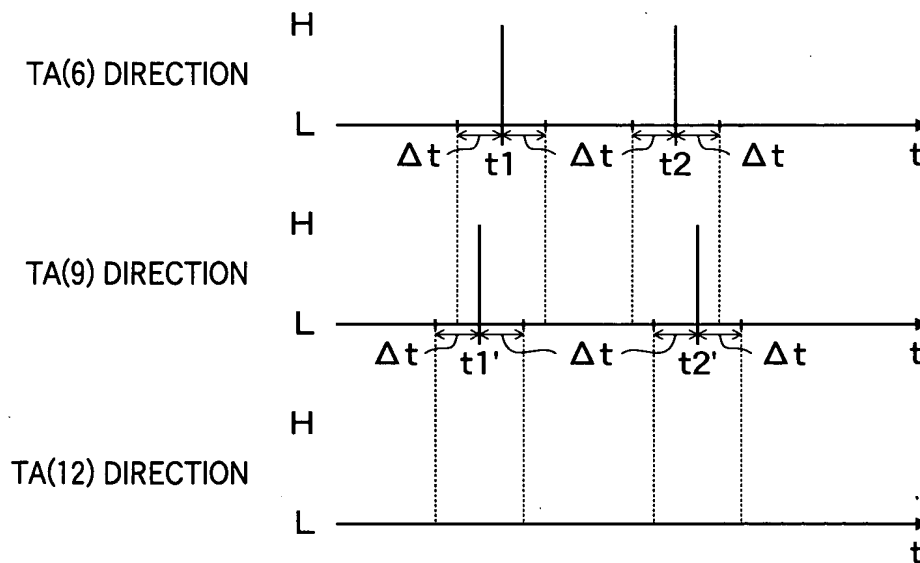 H
TA(6) DIRECTION
L
Δt t1 Δt t2 Δt t
H
TA(9) DIRECTION
L
Δt t1' Δt t2' Δt t
H
TA(12) DIRECTION
L
t